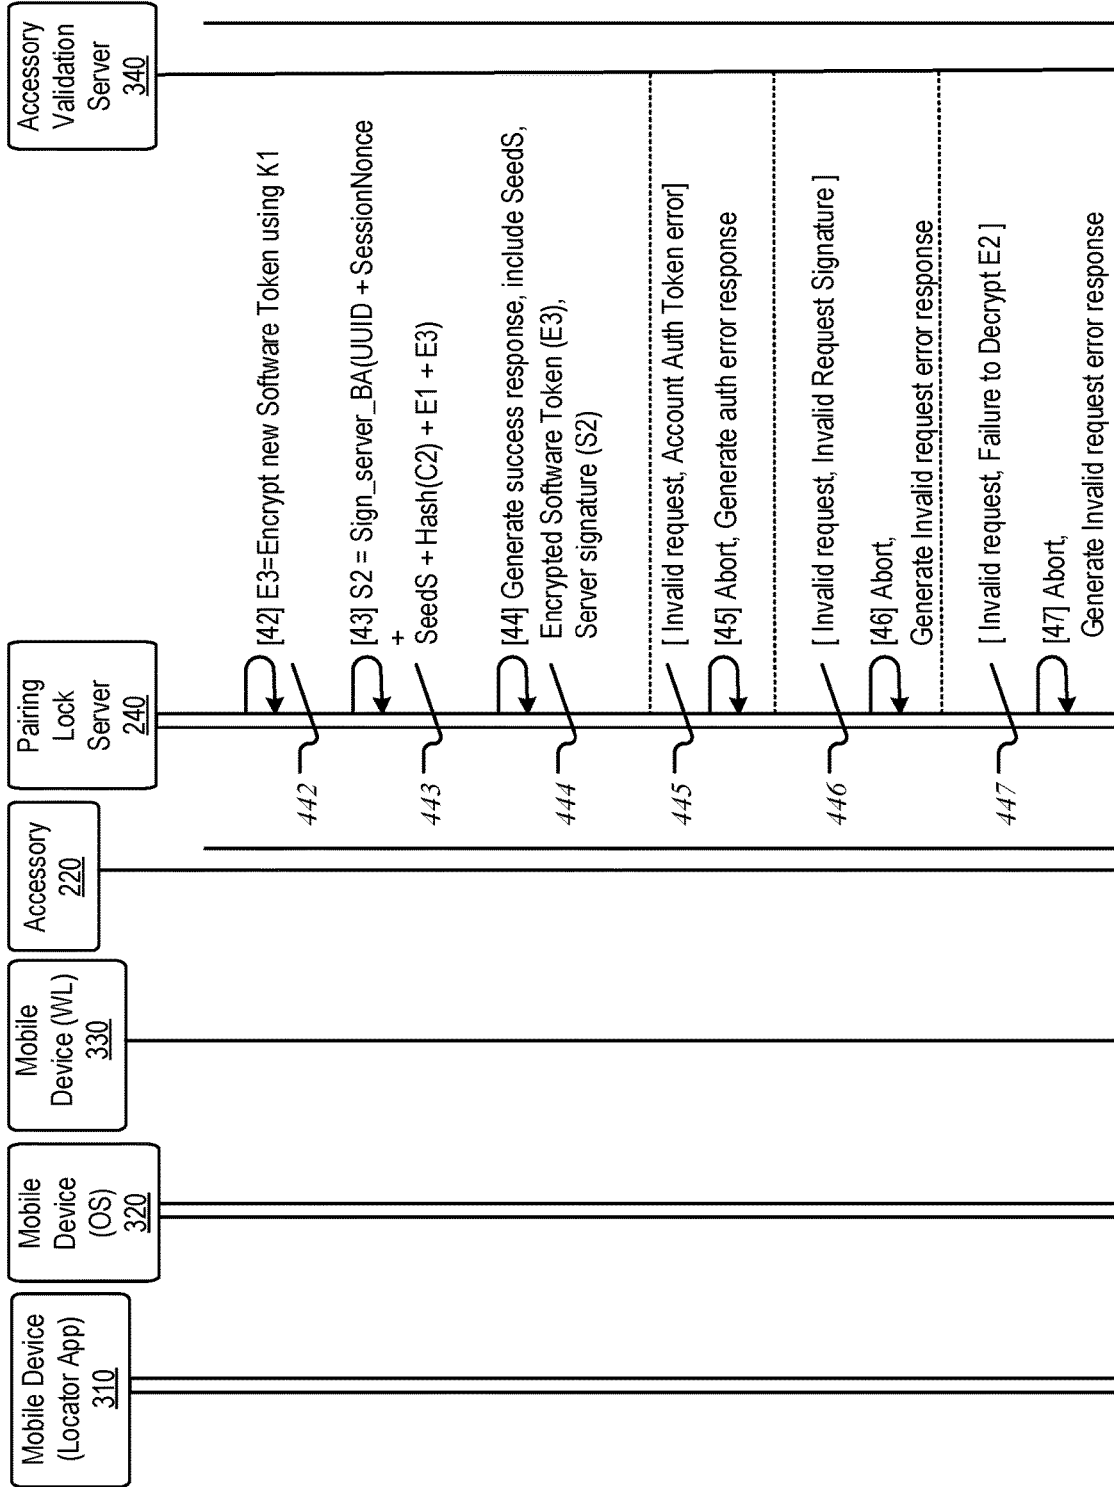 Mobile Device
(Locator App)
310
Mobile
Device
(OS)
320
Mobile
Device (WL)
330
Accessory
220
Pairing
Lock
Server
240
Accessory
Validation
Server
340
442
[42] E3=Encrypt new Software Token using K1
443
[43] S2 = Sign_server_BA(UUID + SessionNonce
+
SeedS + Hash(C2) + E1 + E3)
444
[44] Generate success response, include SeedS,
Encrypted Software Token (E3),
Server signature (S2)
445
[ Invalid request, Account Auth Token error]
[45] Abort, Generate auth error response
446
[ Invalid request, Invalid Request Signature ]
[46] Abort,
Generate Invalid request error response
447
[ Invalid request, Failure to Decrypt E2 ]
[47] Abort,
Generate Invalid request error response